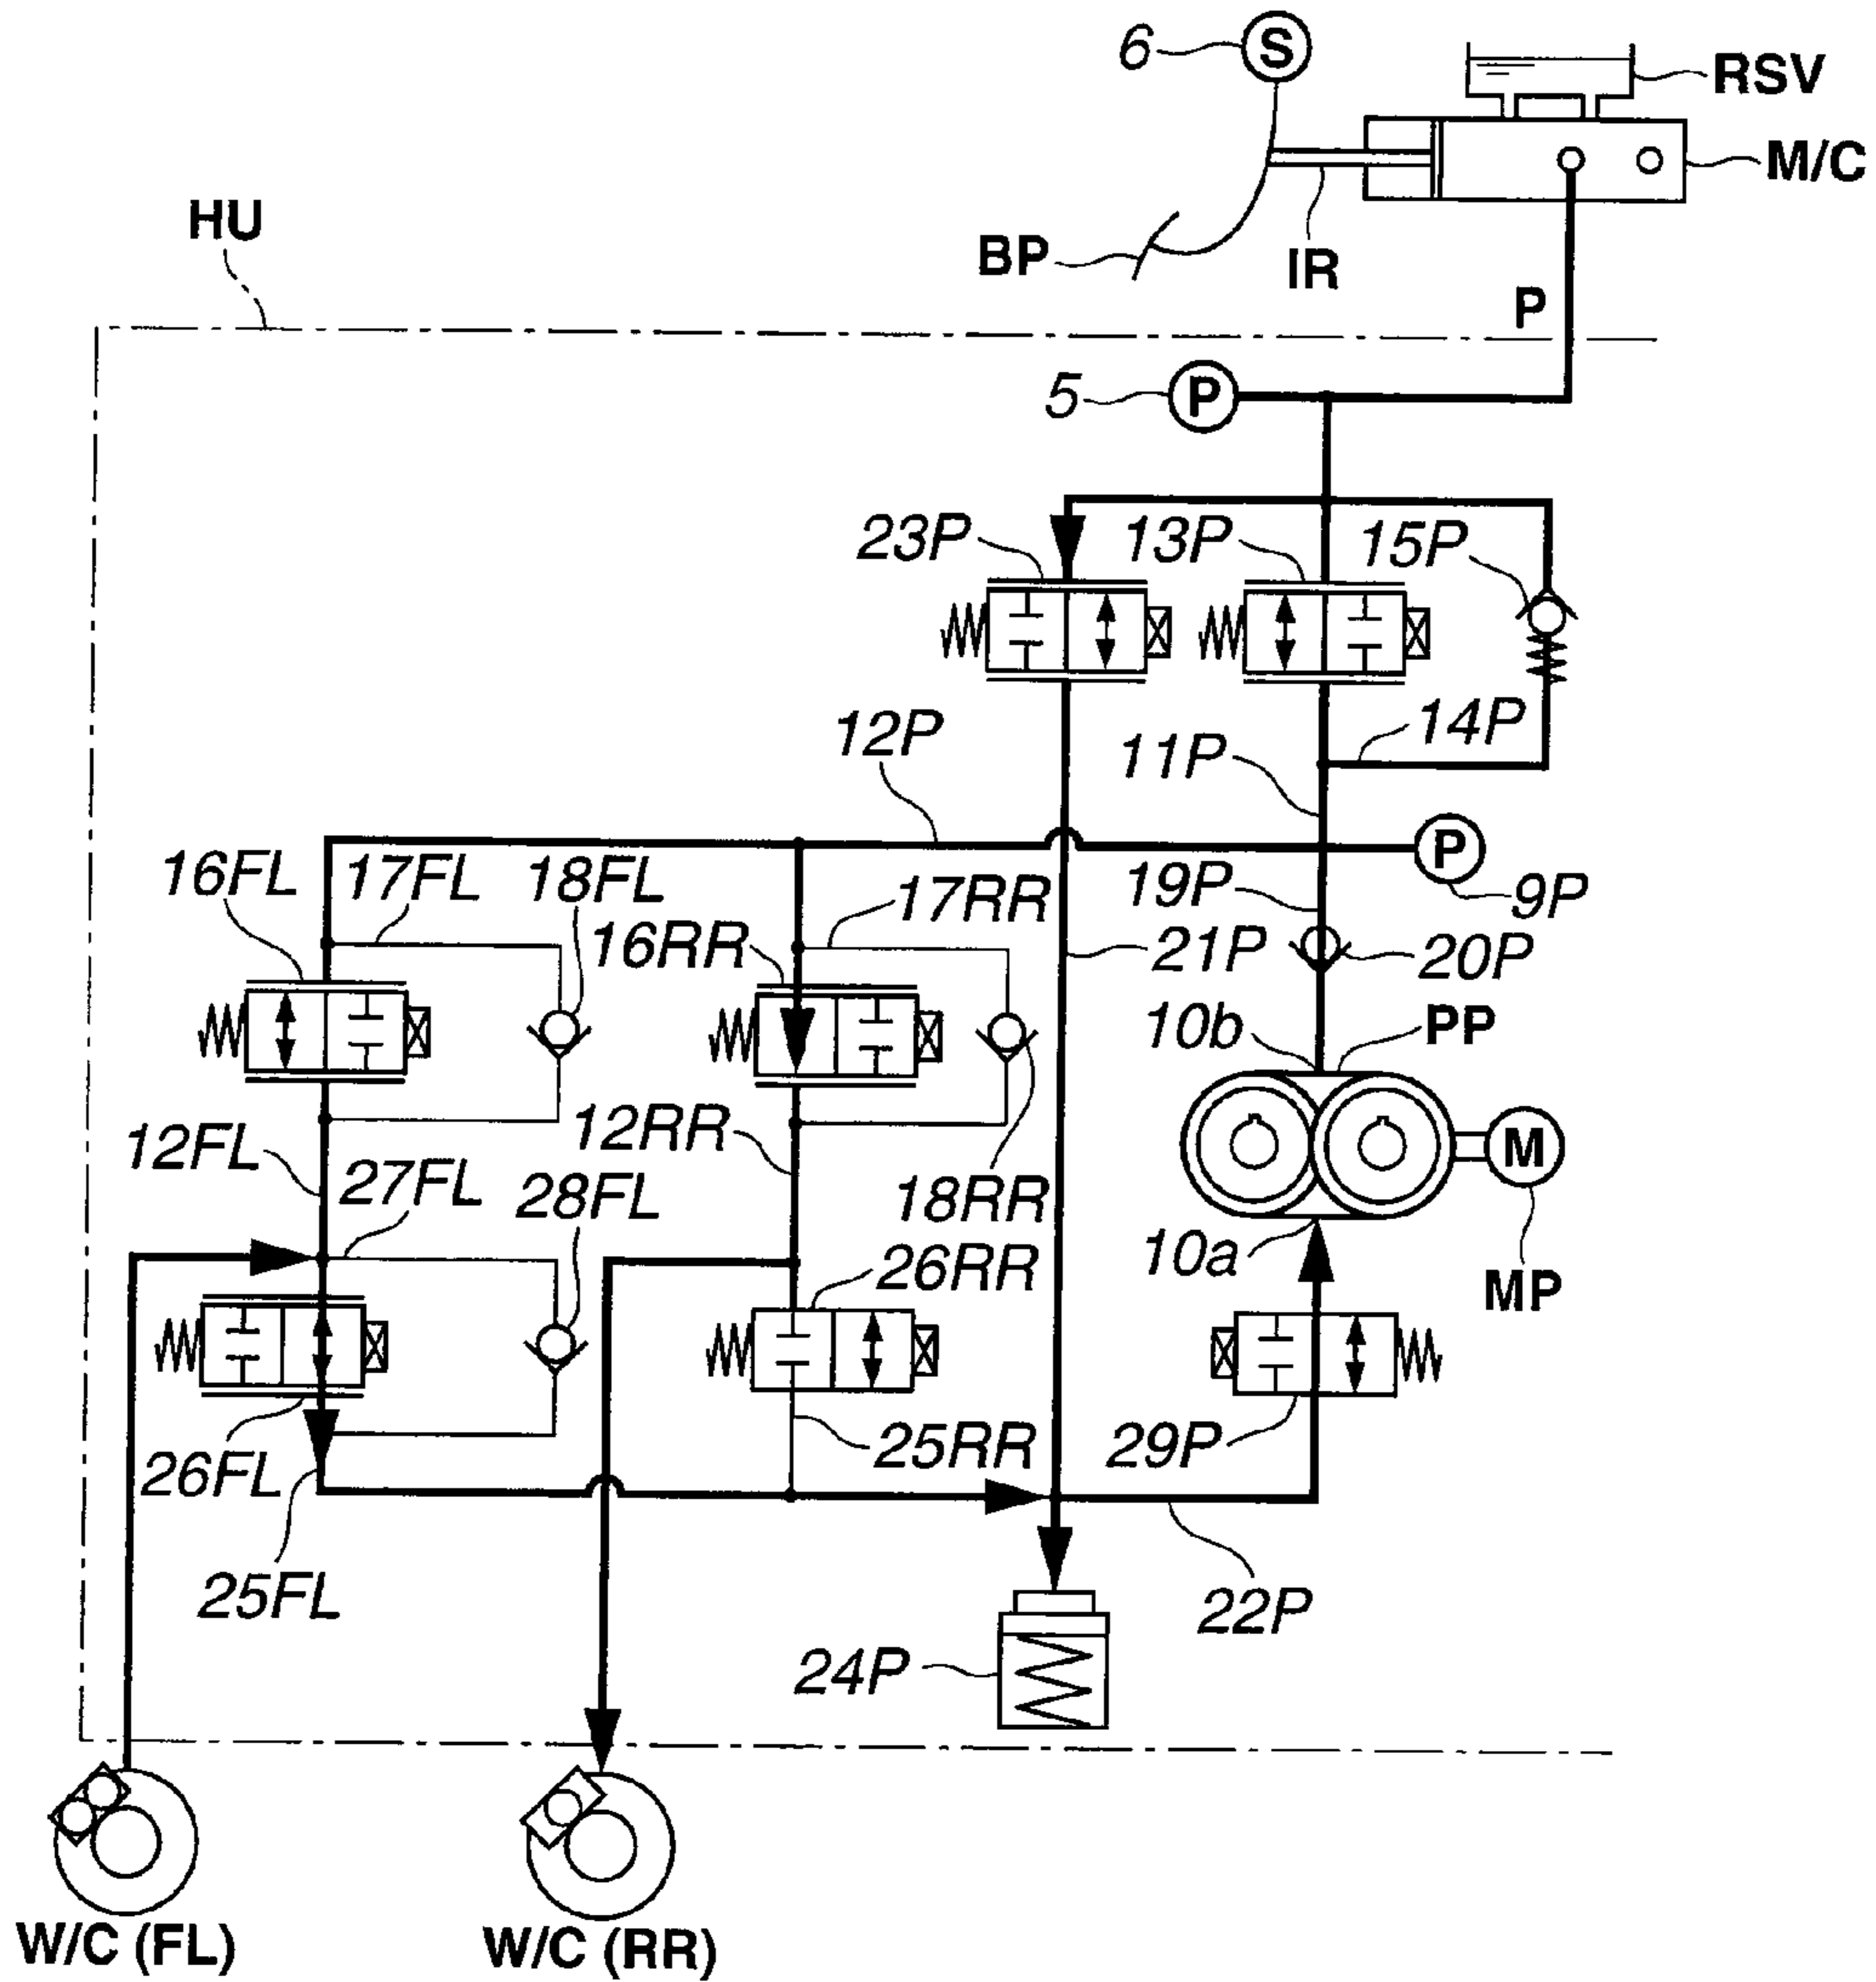 6
S
RSV
M/C
HU
BP
IR
P
5
P
23P
13P
15P
12P
11P
14P
16FL
17FL
18FL
17RR
19P
P
9P
16RR
21P
20P
10b
PP
12FL
12RR
M
27FL
28FL
18RR
10a
26RR
MP
26FL
25RR
29P
25FL
22P
24P
W/C (FL)
W/C (RR)